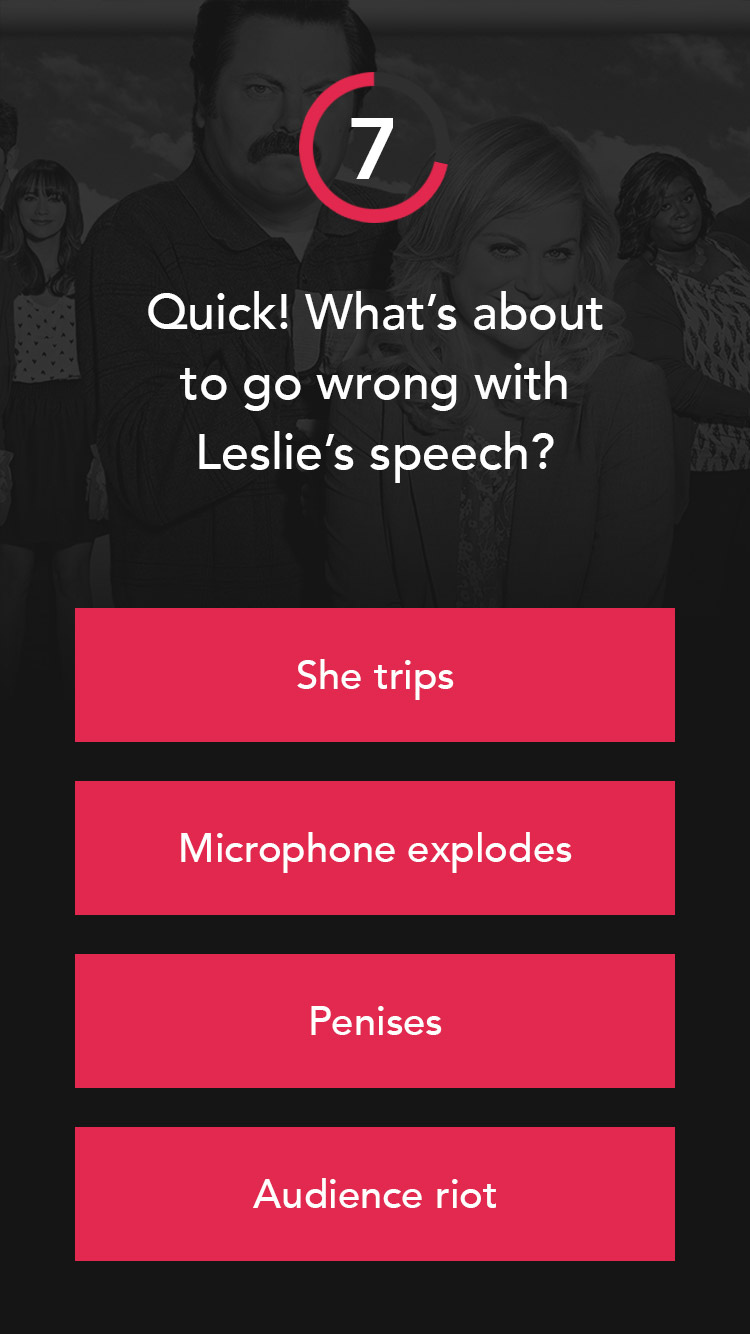 7
Quick! What’s about
to go wrong with
Leslie’s speech?
She trips
Microphone explodes
Penises
Audience riot